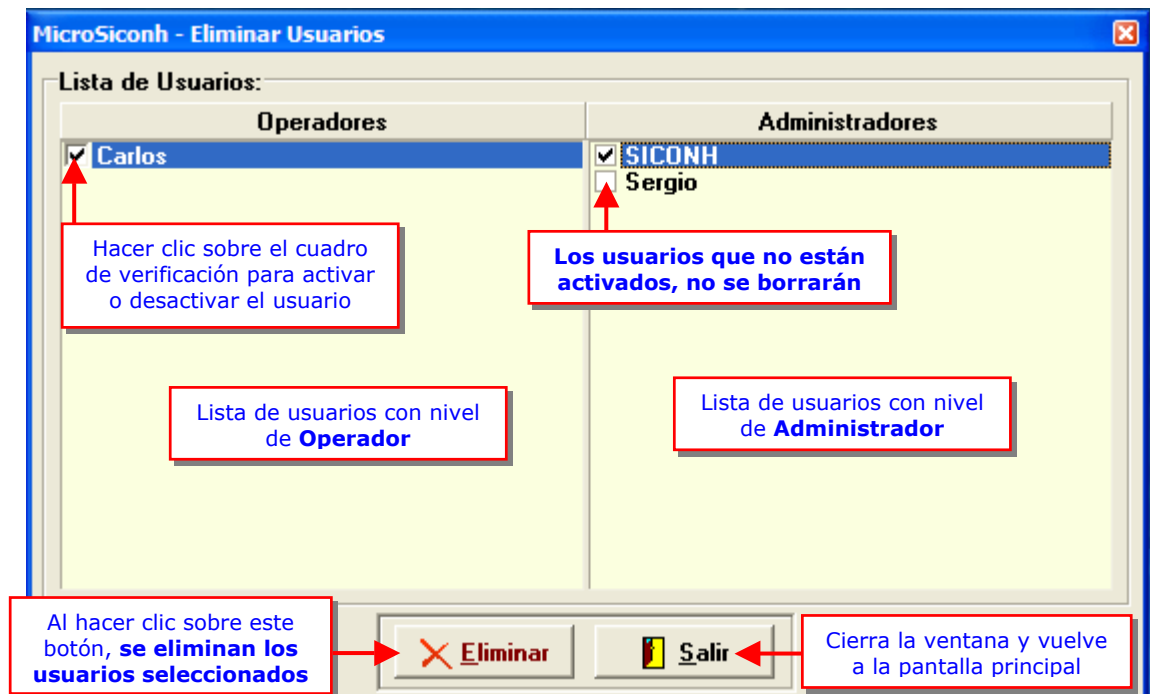 MicroSiconh - Eliminar Usuarios
Lista de Usuarios:
Operadores
Administradores
Carlos
SICONH
Sergio
Hacer clic sobre el cuadro
de verificación para activar
o desactivar el usuario
Los usuarios que no están
activados, no se borrarán
Lista de usuarios con nivel
de Operador
Lista de usuarios con nivel
de Administrador
Al hacer clic sobre este
botón, se eliminan los
usuarios seleccionados
Eliminar
Salir
Cierra la ventana y vuelve
a la pantalla principal